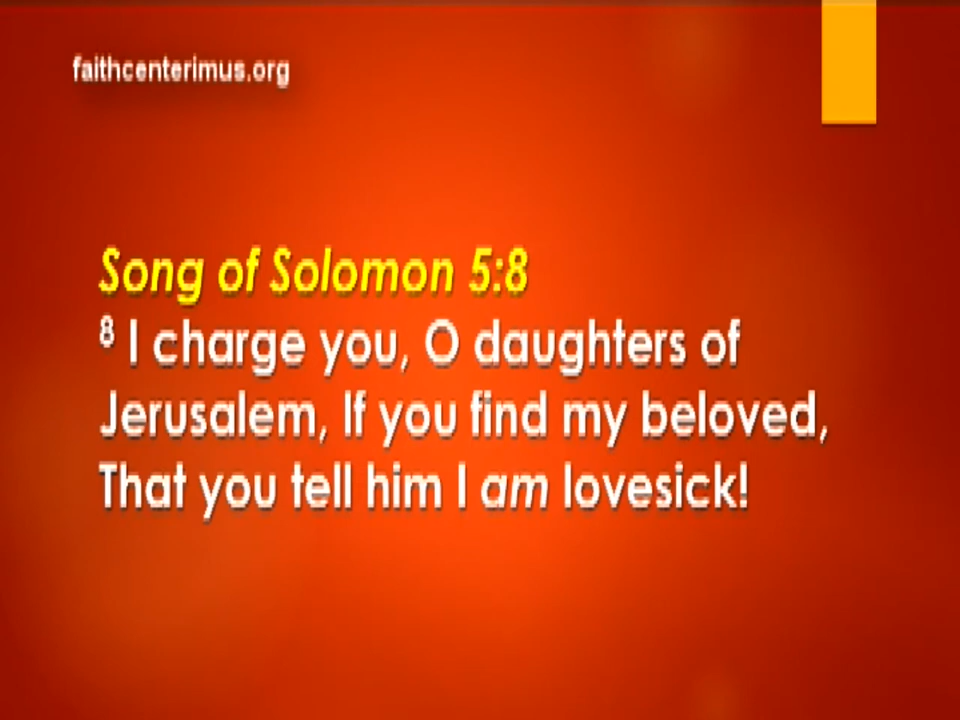 faithcenterimus.org
Song of Solomon 5:8
⁸ I charge you, O daughters of
Jerusalem, If you find my beloved,
That you tell him I am lovesick!